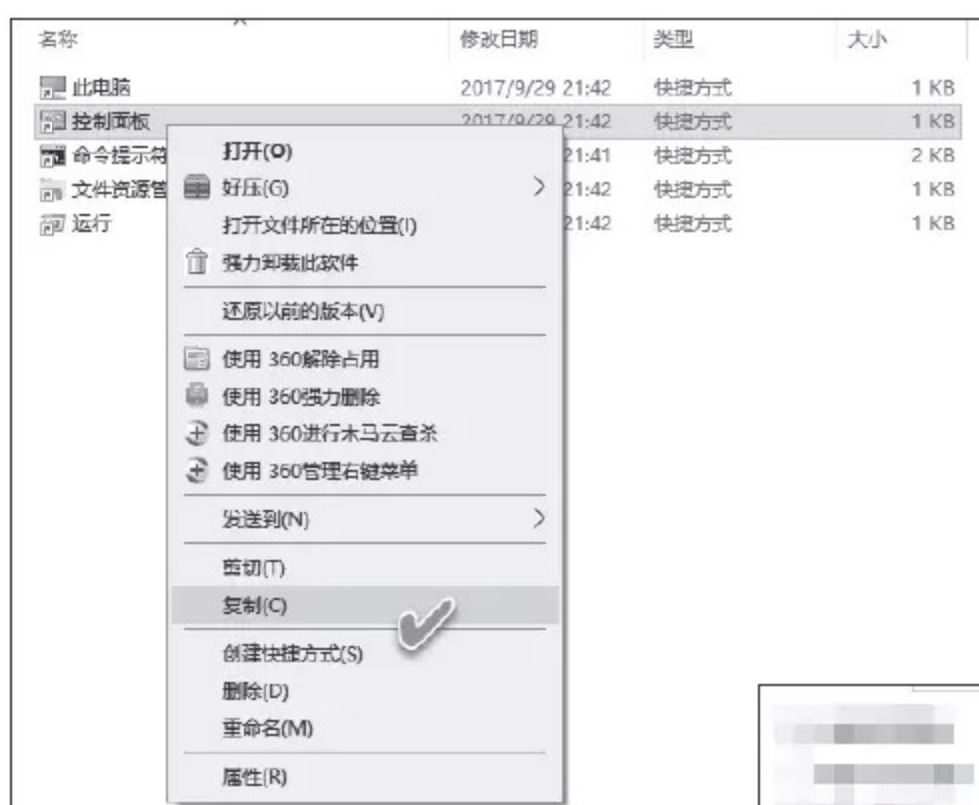 名称 修改日期 类型 大小
此电脑 2017/9/29 21:42 快捷方式 1 KB
控制面板 2017/9/29 21:42 快捷方式 1 KB
命令提示符 21:41 快捷方式 2 KB
文件资源管 21:42 快捷方式 1 KB
运行 21:42 快捷方式 1 KB
打开(O)
好压(G)
打开文件所在的位置(I)
强力卸载此软件
还原以前的版本(V)
使用 360解除占用
使用 360强力删除
使用 360进行木马云查杀
使用 360管理右键菜单
发送到(N)
剪切(T)
复制(C)
创建快捷方式(S)
删除(D)
重命名(M)
属性(R)